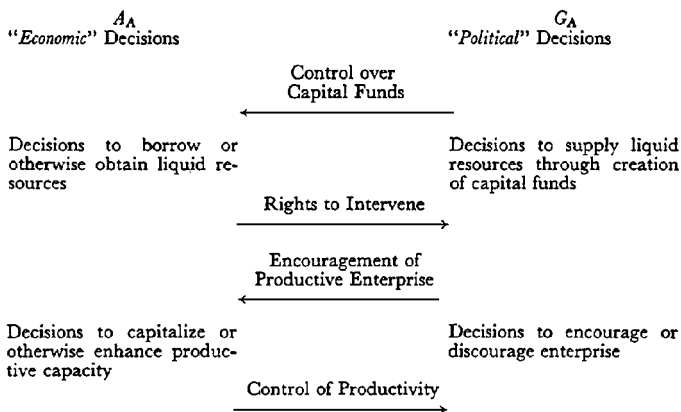 A_A
G_A
“Economic” Decisions
“Political” Decisions
Control over
Capital Funds
Decisions to borrow or
otherwise obtain liquid re-
sources
Decisions to supply liquid
resources through creation
of capital funds
Rights to Intervene
Encouragement of
Productive Enterprise
Decisions to capitalize or
otherwise enhance produc-
tive capacity
Decisions to encourage or
discourage enterprise
Control of Productivity